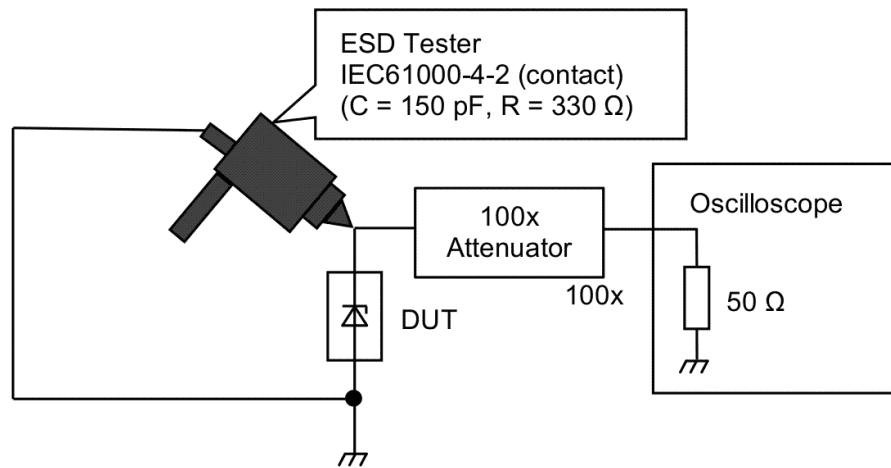 ESD Tester
IEC61000-4-2 (contact)
(C = 150 pF, R = 330 Ω)
100x
Attenuator
100x
Oscilloscope
50 Ω
DUT